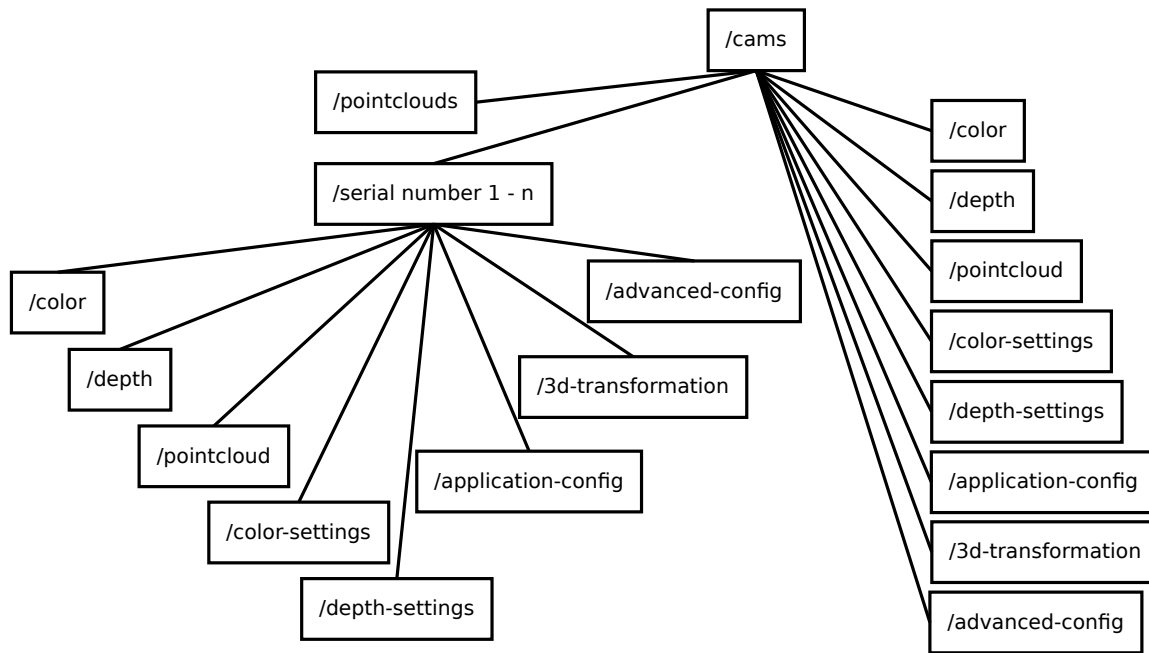 /cams
/pointclouds
/serial number 1 - n
/color
/depth
/pointcloud
/color-settings
/depth-settings
/application-config
/3d-transformation
/advanced-config
/color
/depth
/pointcloud
/color-settings
/depth-settings
/application-config
/3d-transformation
/advanced-config